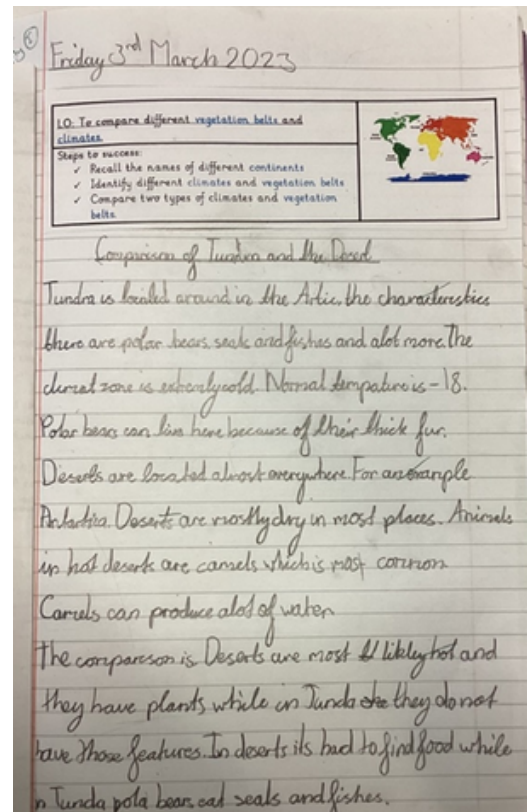 Friday 3rd March 2023
LO: To compare different vegetation belts and
climates.
Steps to success:
✓ Recall the names of different continents
✓ Identify different climates and vegetation belts
✓ Compare two types of climates and vegetation
belts.
Comparison of Tundra and the Desert
Tundra is located around in the Artic, the characteristics
there are polar bears, seals and fishes and alot more. The
climat zone is extremly cold. Normal tempature is -18.
Polar bears can live here because of their thick fur.
Deserts are located almost everywhere. For an example
Antartica. Deserts are mostly dry in most places. Animals
in hot deserts are camels which is most common
Camels can produce alot of water.
The compareson is Deserts are most likley hot and
they have plants while in Tunda they do not
have those features. In deserts its had to find food while
n Tunda pola bears eat seals and fishes.